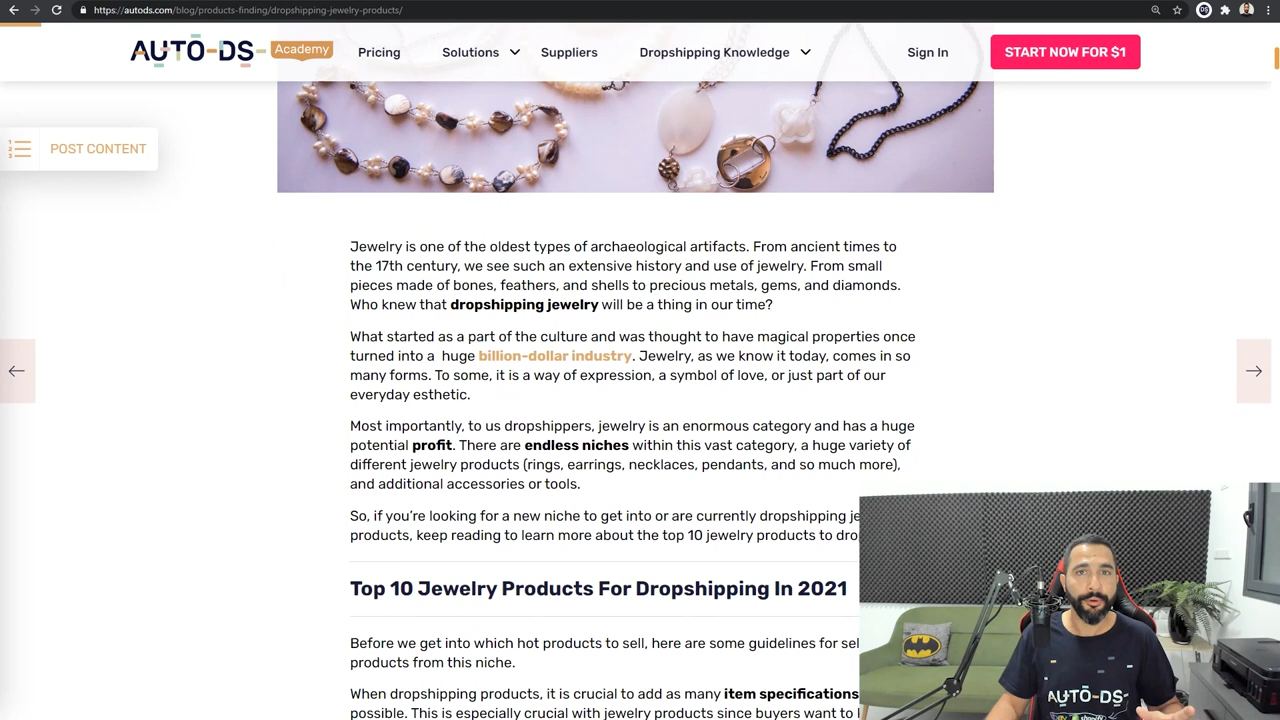 https://autods.com/blog/products-finding/dropshipping-jewelry-products/
AUTO-DS- Academy Pricing Solutions Suppliers Dropshipping Knowledge Sign In START NOW FOR $1
POST CONTENT
Jewelry is one of the oldest types of archaeological artifacts. From ancient times to
the 17th century, we see such an extensive history and use of jewelry. From small
pieces made of bones, feathers, and shells to precious metals, gems, and diamonds.
Who knew that dropshipping jewelry will be a thing in our time?
What started as a part of the culture and was thought to have magical properties once
turned into a huge billion-dollar industry. Jewelry, as we know it today, comes in so
many forms. To some, it is a way of expression, a symbol of love, or just part of our
everyday esthetic.
Most importantly, to us dropshippers, jewelry is an enormous category and has a huge
potential profit. There are endless niches within this vast category, a huge variety of
different jewelry products (rings, earrings, necklaces, pendants, and so much more),
and additional accessories or tools.
So, if you're looking for a new niche to get into or are currently dropshipping je
products, keep reading to learn more about the top 10 jewelry products to dro
Top 10 Jewelry Products For Dropshipping In 2021
Before we get into which hot products to sell, here are some guidelines for sel
products from this niche.
When dropshipping products, it is crucial to add as many item specifications
possible. This is especially crucial with jewelry products since buyers want to
AUTO-DS-